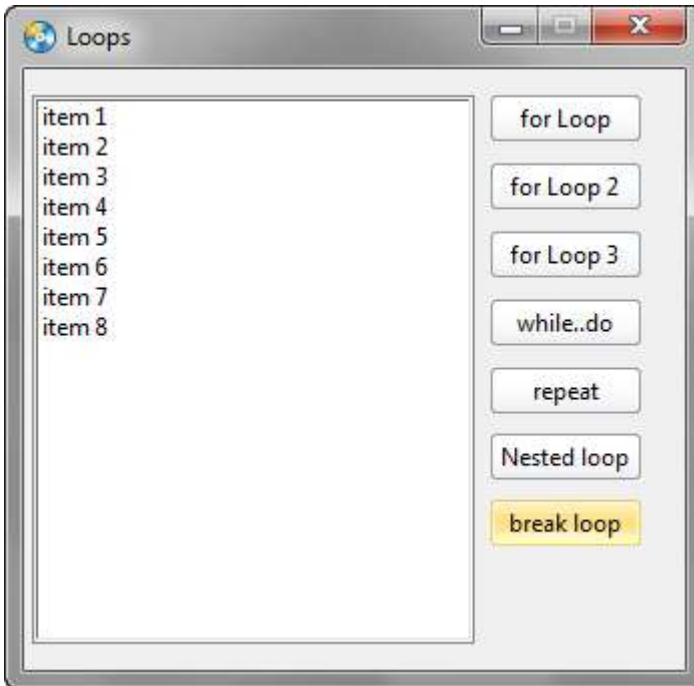 Loops
item 1
item 2
item 3
item 4
item 5
item 6
item 7
item 8
for Loop
for Loop 2
for Loop 3
while..do
repeat
Nested loop
break loop